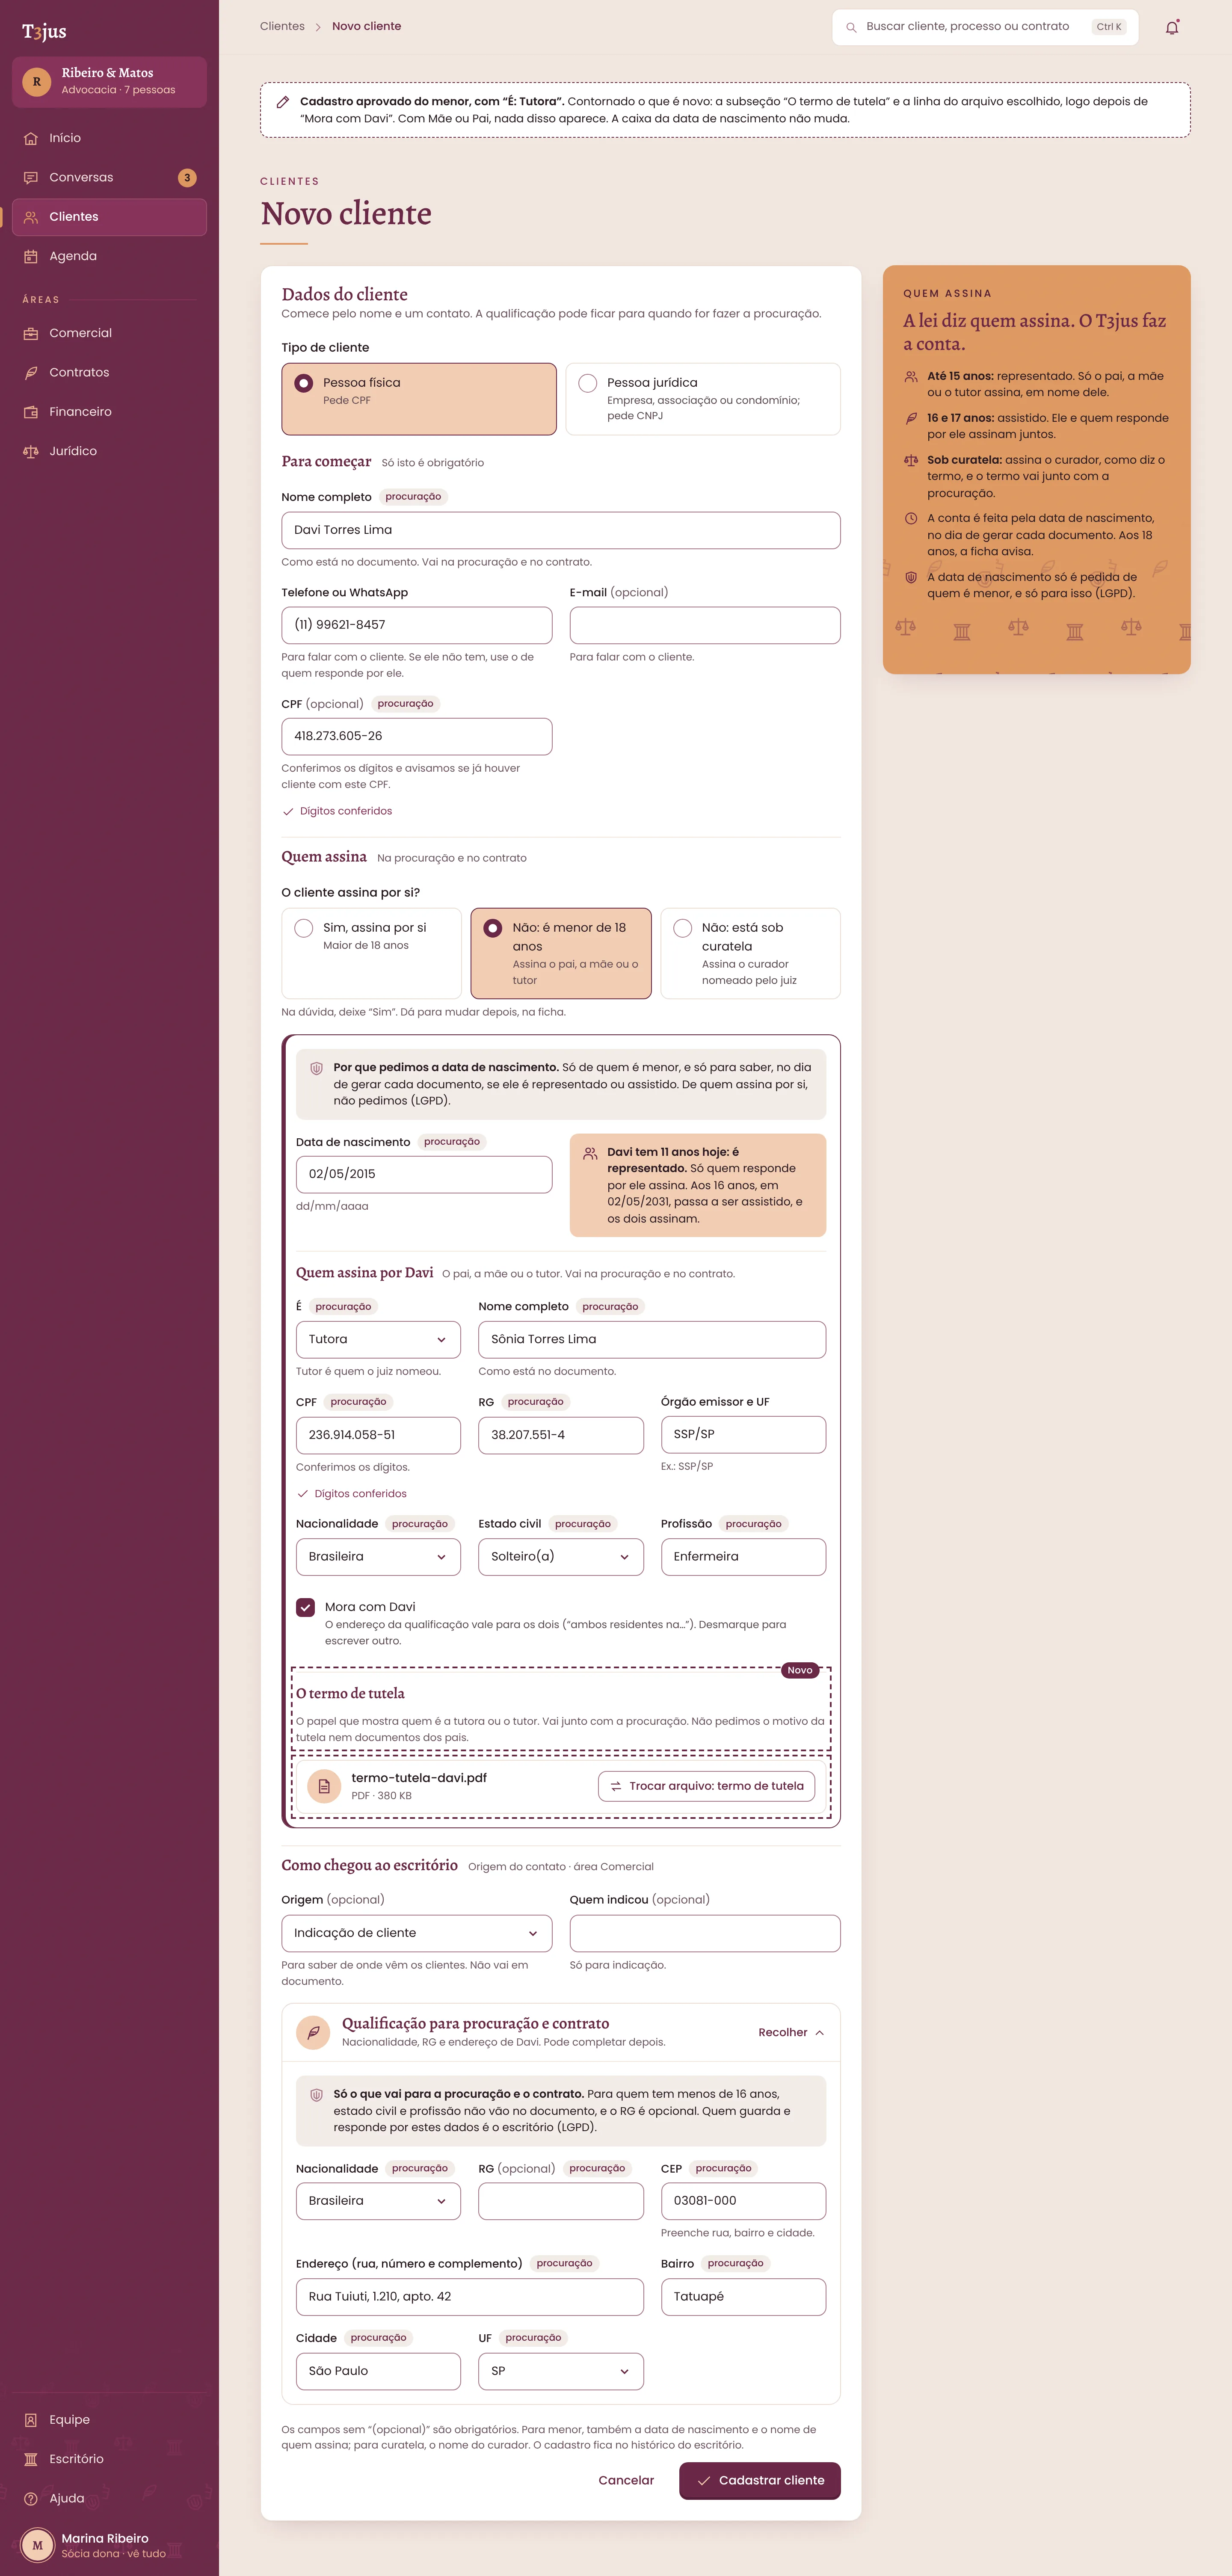 T3jus
R
Ribeiro & Matos
Advocacia · 7 pessoas
Início
Conversas
3
Clientes
Agenda
ÁREAS
Comercial
Contratos
Financeiro
Jurídico
Equipe
Escritório
Ajuda
M
Marina Ribeiro
Sócia dona · vê tudo
Clientes
Novo cliente
Buscar cliente, processo ou contrato
Ctrl K
Cadastro aprovado do menor, com “É: Tutora”. Contornado o que é novo: a subseção “O termo de tutela” e a linha do arquivo escolhido, logo depois de
“Mora com Davi”. Com Mãe ou Pai, nada disso aparece. A caixa da data de nascimento não muda.
CLIENTES
Novo cliente
Dados do cliente
Comece pelo nome e um contato. A qualificação pode ficar para quando for fazer a procuração.
Tipo de cliente
Pessoa física
Pede CPF
Pessoa jurídica
Empresa, associação ou condomínio;
pede CNPJ
Para começar Só isto é obrigatório
Nome completo procuração
Davi Torres Lima
Como está no documento. Vai na procuração e no contrato.
Telefone ou WhatsApp
(11) 99621-8457
Para falar com o cliente. Se ele não tem, use o de
quem responde por ele.
E-mail (opcional)
Para falar com o cliente.
CPF (opcional) procuração
418.273.605-26
Conferimos os dígitos e avisamos se já houver
cliente com este CPF.
Dígitos conferidos
Quem assina Na procuração e no contrato
O cliente assina por si?
Sim, assina por si
Maior de 18 anos
Não: é menor de 18
anos
Assina o pai, a mãe ou o
tutor
Não: está sob
curatela
Assina o curador
nomeado pelo juiz
Na dúvida, deixe “Sim”. Dá para mudar depois, na ficha.
Por que pedimos a data de nascimento. Só de quem é menor, e só para saber, no dia
de gerar cada documento, se ele é representado ou assistido. De quem assina por si,
não pedimos (LGPD).
Data de nascimento procuração
02/05/2015
dd/mm/aaaa
Davi tem 11 anos hoje: é
representado. Só quem responde
por ele assina. Aos 16 anos, em
02/05/2031, passa a ser assistido, e
os dois assinam.
Quem assina por Davi O pai, a mãe ou o tutor. Vai na procuração e no contrato.
É procuração
Tutora
Tutor é quem o juiz nomeou.
Nome completo procuração
Sônia Torres Lima
Como está no documento.
CPF procuração
236.914.058-51
Conferimos os dígitos.
Dígitos conferidos
RG procuração
38.207.551-4
Órgão emissor e UF
SSP/SP
Ex.: SSP/SP
Nacionalidade procuração
Brasileira
Estado civil procuração
Solteiro(a)
Profissão procuração
Enfermeira
Mora com Davi
O endereço da qualificação vale para os dois (“ambos residentes na…”). Desmarque para
escrever outro.
Novo
O termo de tutela
O papel que mostra quem é a tutora ou o tutor. Vai junto com a procuração. Não pedimos o motivo da
tutela nem documentos dos pais.
termo-tutela-davi.pdf
PDF · 380 KB
Trocar arquivo: termo de tutela
Como chegou ao escritório Origem do contato · área Comercial
Origem (opcional)
Indicação de cliente
Para saber de onde vêm os clientes. Não vai em
documento.
Quem indicou (opcional)
Só para indicação.
Qualificação para procuração e contrato
Nacionalidade, RG e endereço de Davi. Pode completar depois.
Recolher
Só o que vai para a procuração e o contrato. Para quem tem menos de 16 anos,
estado civil e profissão não vão no documento, e o RG é opcional. Quem guarda e
responde por estes dados é o escritório (LGPD).
Nacionalidade procuração
Brasileira
RG (opcional) procuração
CEP procuração
03081-000
Preenche rua, bairro e cidade.
Endereço (rua, número e complemento) procuração
Rua Tuiuti, 1.210, apto. 42
Bairro procuração
Tatuapé
Cidade procuração
São Paulo
UF procuração
SP
Os campos sem “(opcional)” são obrigatórios. Para menor, também a data de nascimento e o nome de
quem assina; para curatela, o nome do curador. O cadastro fica no histórico do escritório.
Cancelar
Cadastrar cliente
QUEM ASSINA
A lei diz quem assina. O T3jus faz
a conta.
Até 15 anos: representado. Só o pai, a mãe
ou o tutor assina, em nome dele.
16 e 17 anos: assistido. Ele e quem responde
por ele assinam juntos.
Sob curatela: assina o curador, como diz o
termo, e o termo vai junto com a
procuração.
A conta é feita pela data de nascimento,
no dia de gerar cada documento. Aos 18
anos, a ficha avisa.
A data de nascimento só é pedida de
quem é menor, e só para isso (LGPD).